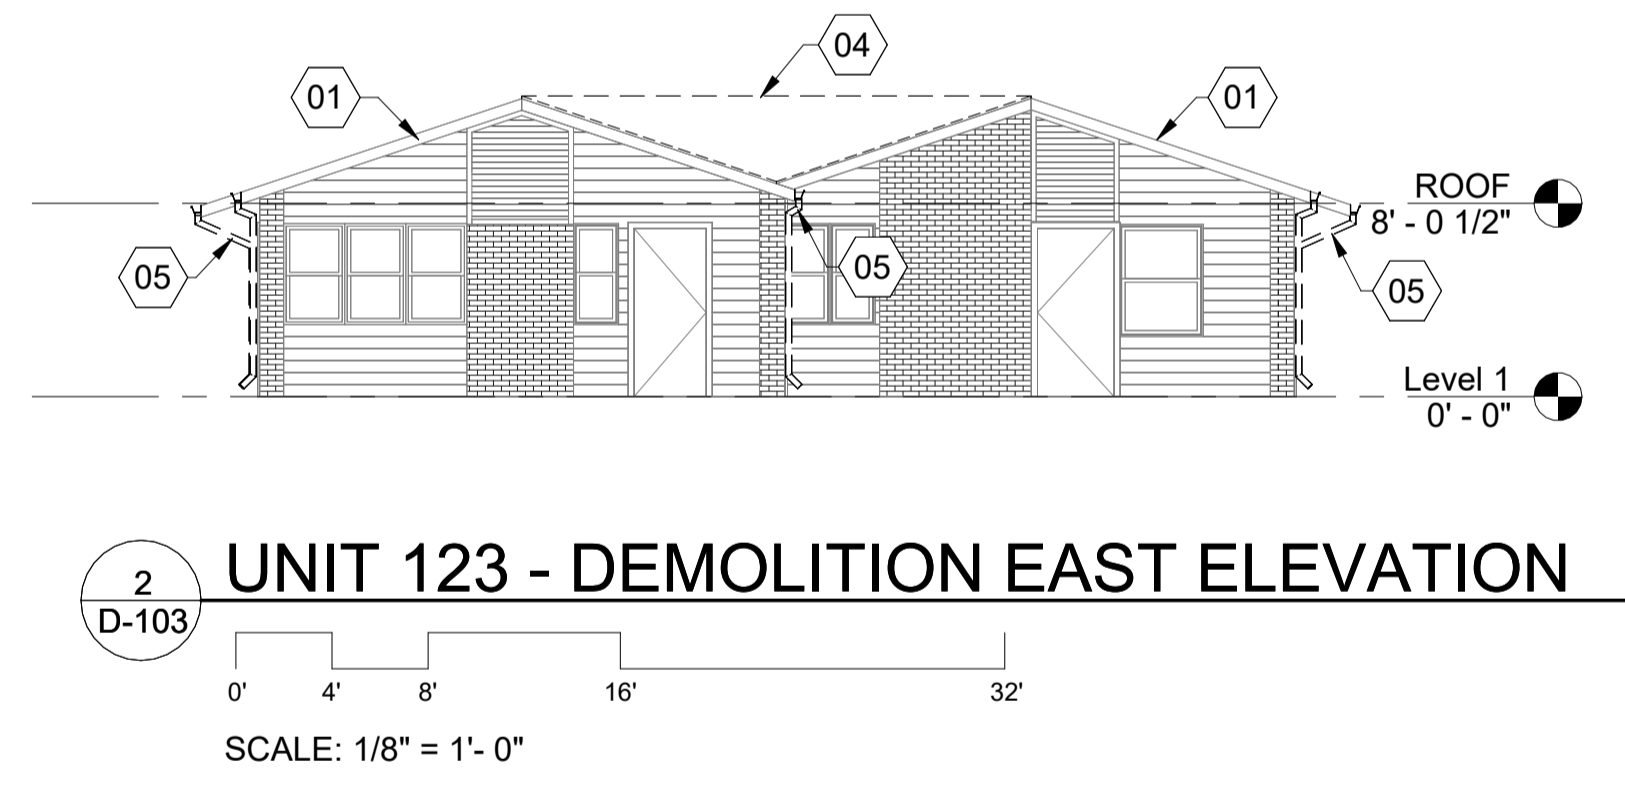 04
01
01
ROOF
8' - 0 1/2"
05
05
05
Level 1
0' - 0"
2
D-103
UNIT 123 - DEMOLITION EAST ELEVATION
0' 4' 8' 16' 32'
SCALE: 1/8" = 1'- 0"